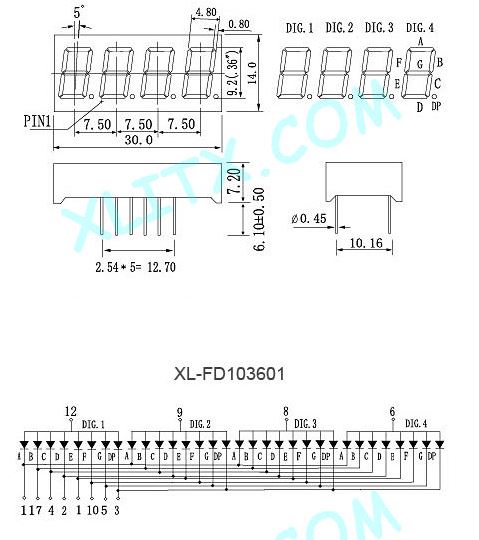 4.80
5°
0.80
DIG.1 DIG.2 DIG.3 DIG.4
A
F G B
E C
D DP
9.2(.36")
14.0
PIN1
7.50 7.50 7.50
30.0
XLITX.COM
7.20
6.10±0.50
Ø0.45
10.16
2.54*5=12.70
XL-FD103601
12 9 8 6
DIG.1 DIG.2 DIG.3 DIG.4
A B C D E F G DP A B C D E F G DP A B C D E F G DP A B C D E F G DP
11 7 4 2 1 10 5 3
XLITX.COM